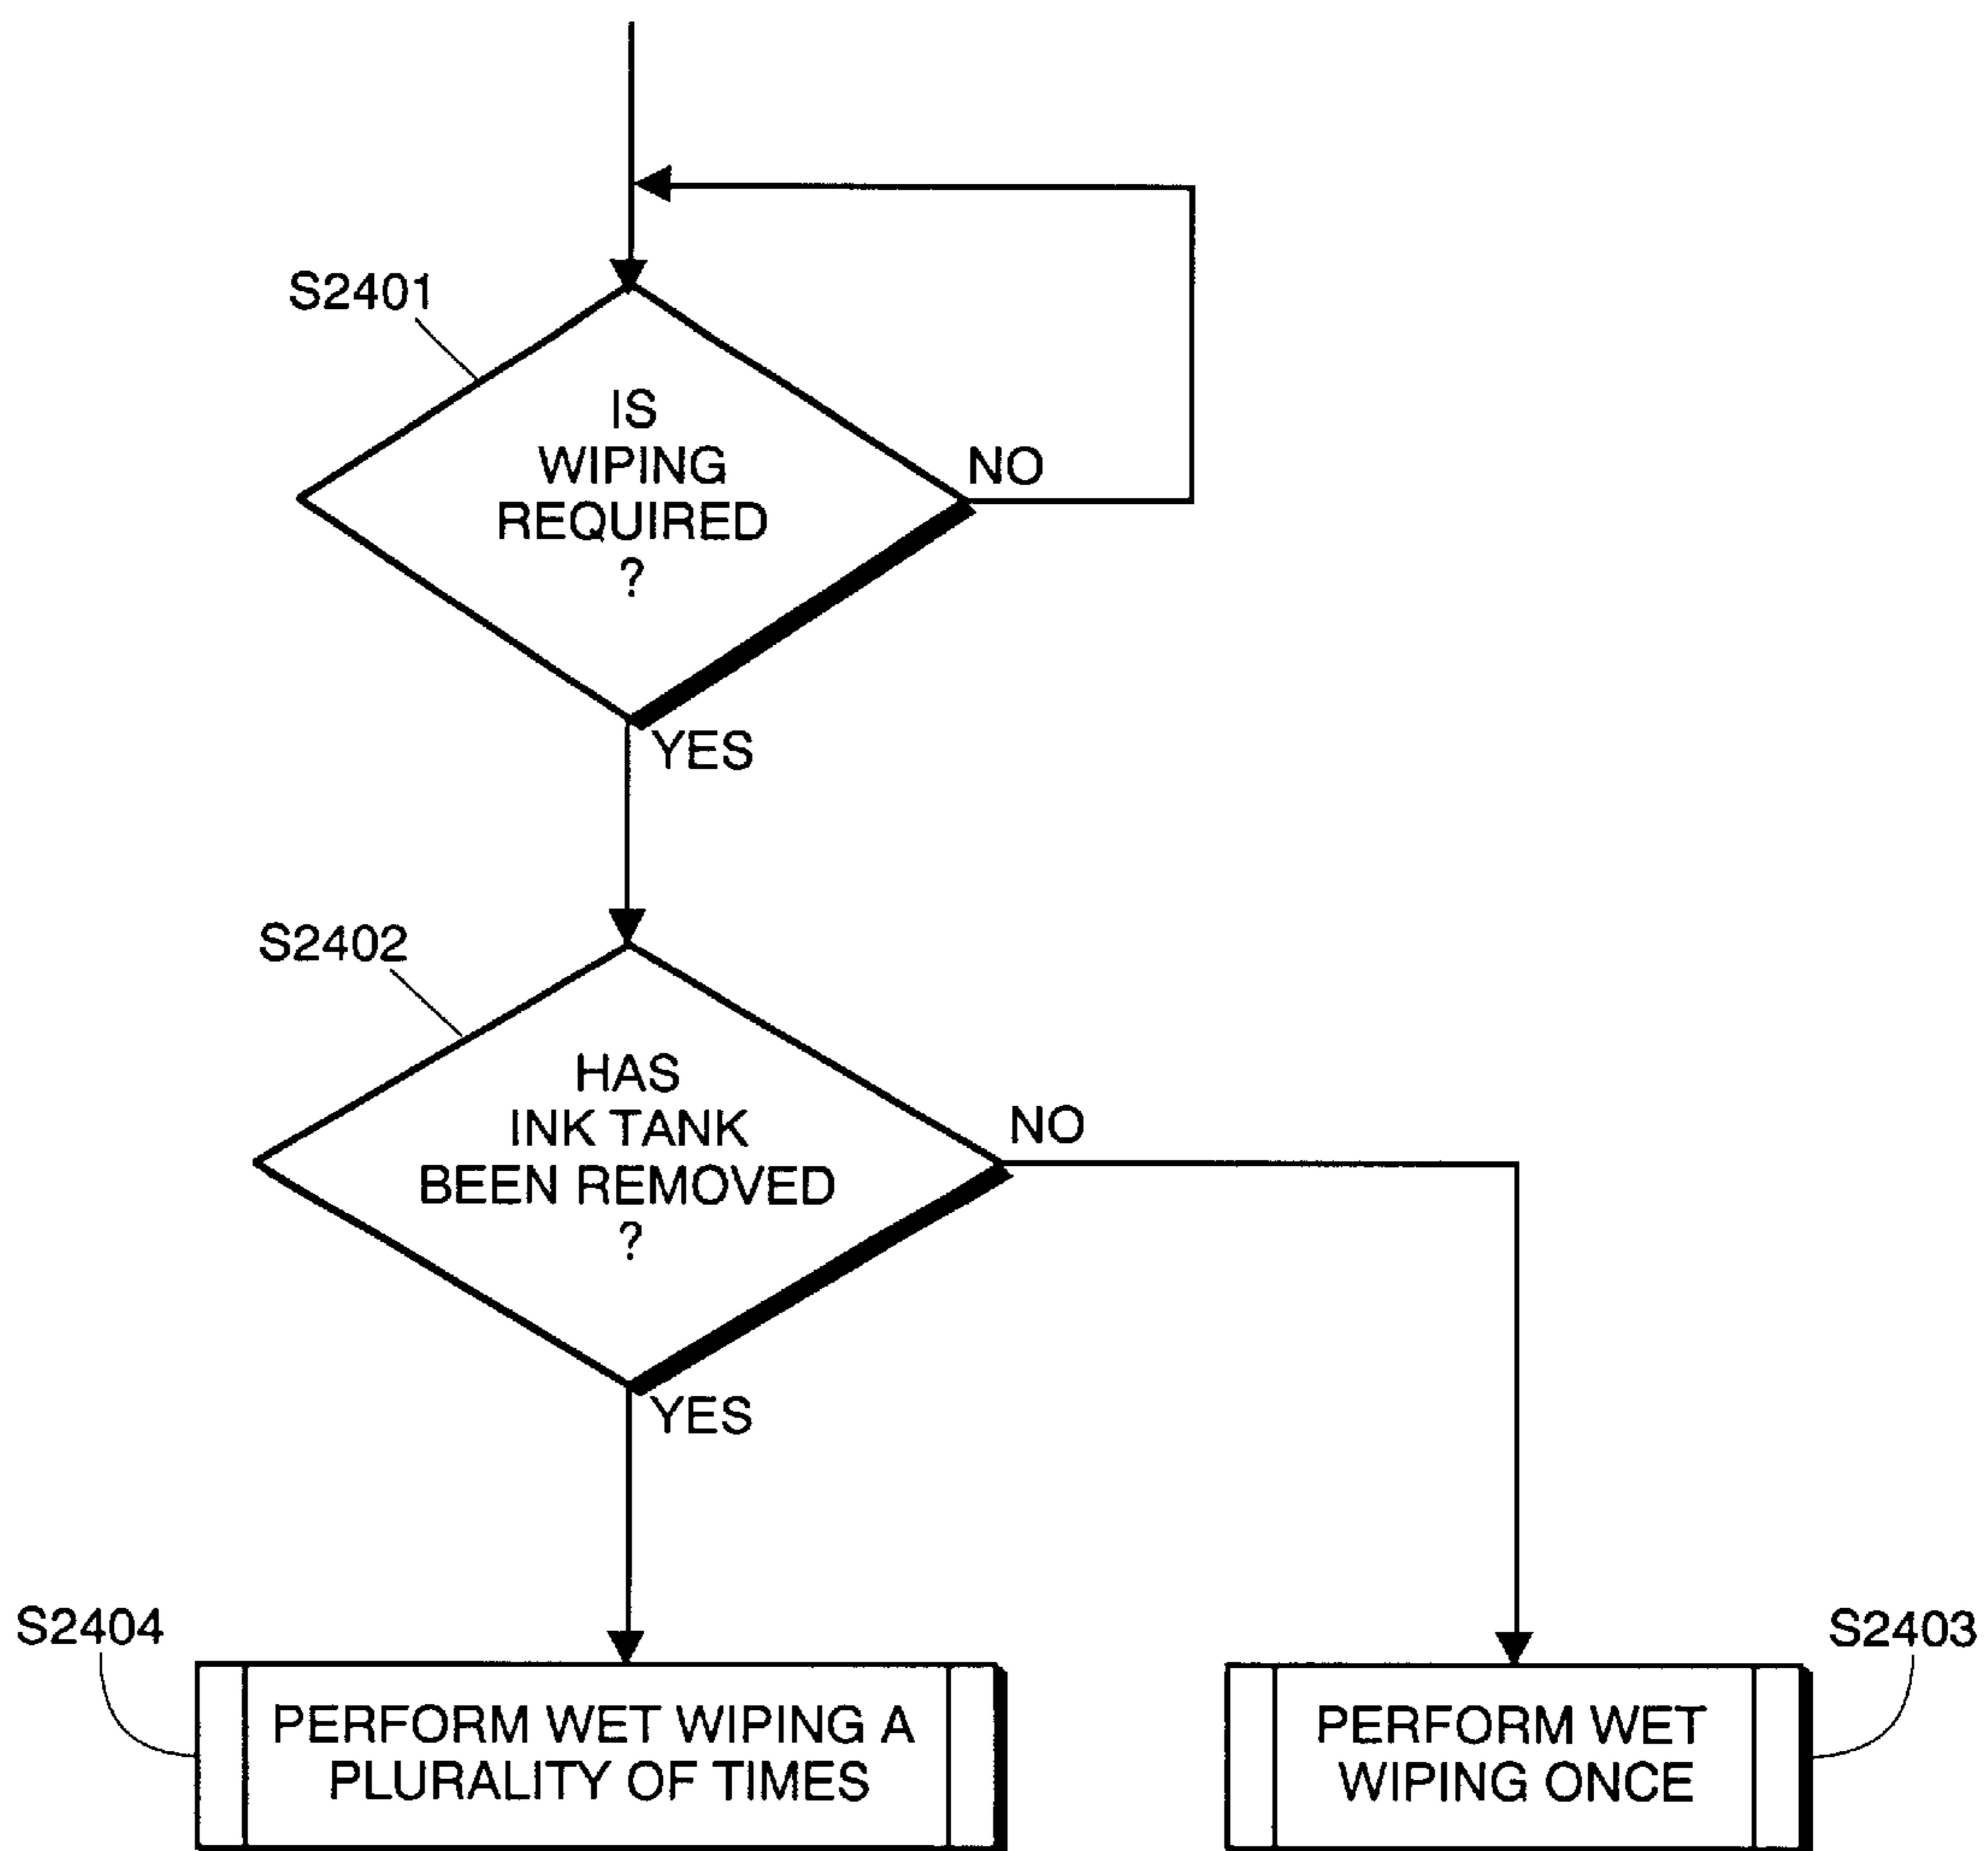 S2401
IS
WIPING
REQUIRED
?
NO
YES
S2402
HAS
INK TANK
BEEN REMOVED
?
NO
YES
S2404
PERFORM WET WIPING A
PLURALITY OF TIMES
S2403
PERFORM WET
WIPING ONCE